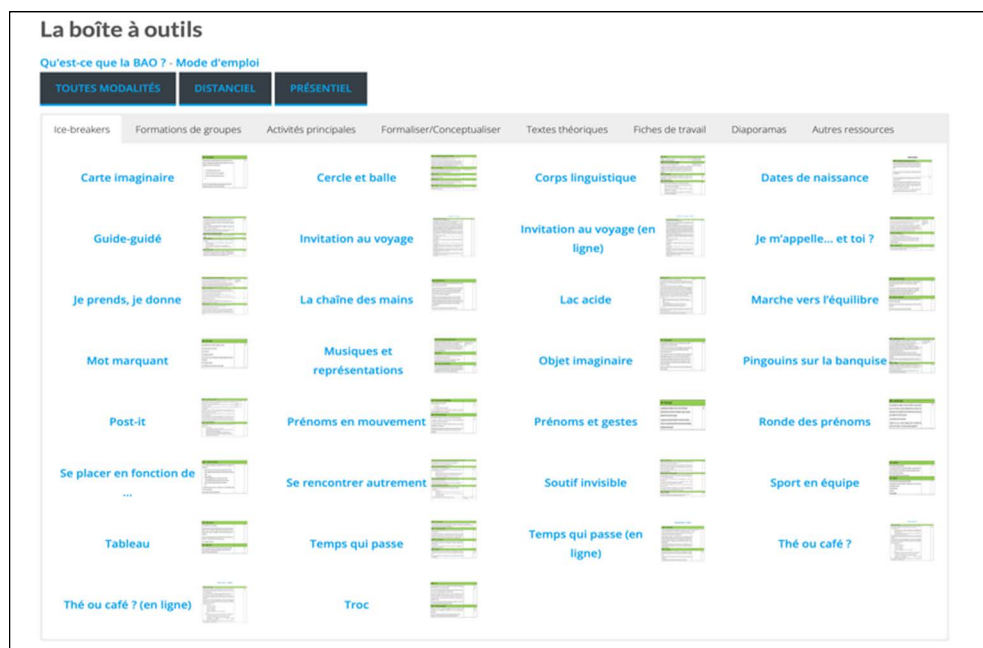 La boîte à outils
Qu'est-ce que la BAO ? - Mode d'emploi
TOUTES MODALITÉS DISTANCIEL PRÉSENTIEL
Ice-breakers Formations de groupes Activités principales Formaliser/Conceptualiser Textes théoriques Fiches de travail Diaporamas Autres ressources
Carte imaginaire Cercle et balle Corps linguistique Dates de naissance
Guide-guidé Invitation au voyage Invitation au voyage (en
ligne) Je m'appelle... et toi ?
Je prends, je donne La chaîne des mains Lac acide Marche vers l'équilibre
Mot marquant Musiques et
représentations Objet imaginaire Pingouins sur la banquise
Post-it Prénoms en mouvement Prénoms et gestes Ronde des prénoms
Se placer en fonction de
... Se rencontrer autrement Soutif invisible Sport en équipe
Tableau Temps qui passe Temps qui passe (en
ligne) Thé ou café ?
Thé ou café ? (en ligne) Troc